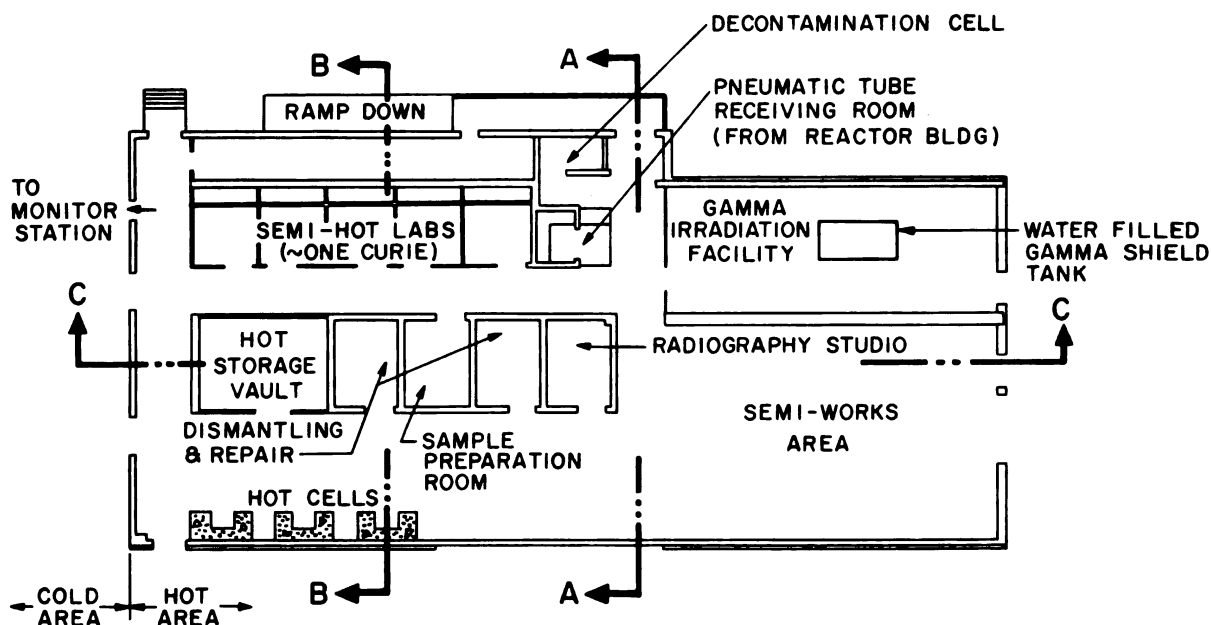 DECONTAMINATION CELL
B
A
PNEUMATIC TUBE
RECEIVING ROOM
(FROM REACTOR BLDG)
RAMP DOWN
TO
MONITOR
STATION
SEMI-HOT LABS
(~ONE CURIE)
GAMMA
IRRADIATION
FACILITY
WATER FILLED
GAMMA SHIELD
TANK
C
C
HOT
STORAGE
VAULT
RADIOGRAPHY STUDIO
SEMI-WORKS
AREA
DISMANTLING
& REPAIR
SAMPLE
PREPARATION
ROOM
HOT CELLS
B
A
COLD
AREA
HOT
AREA